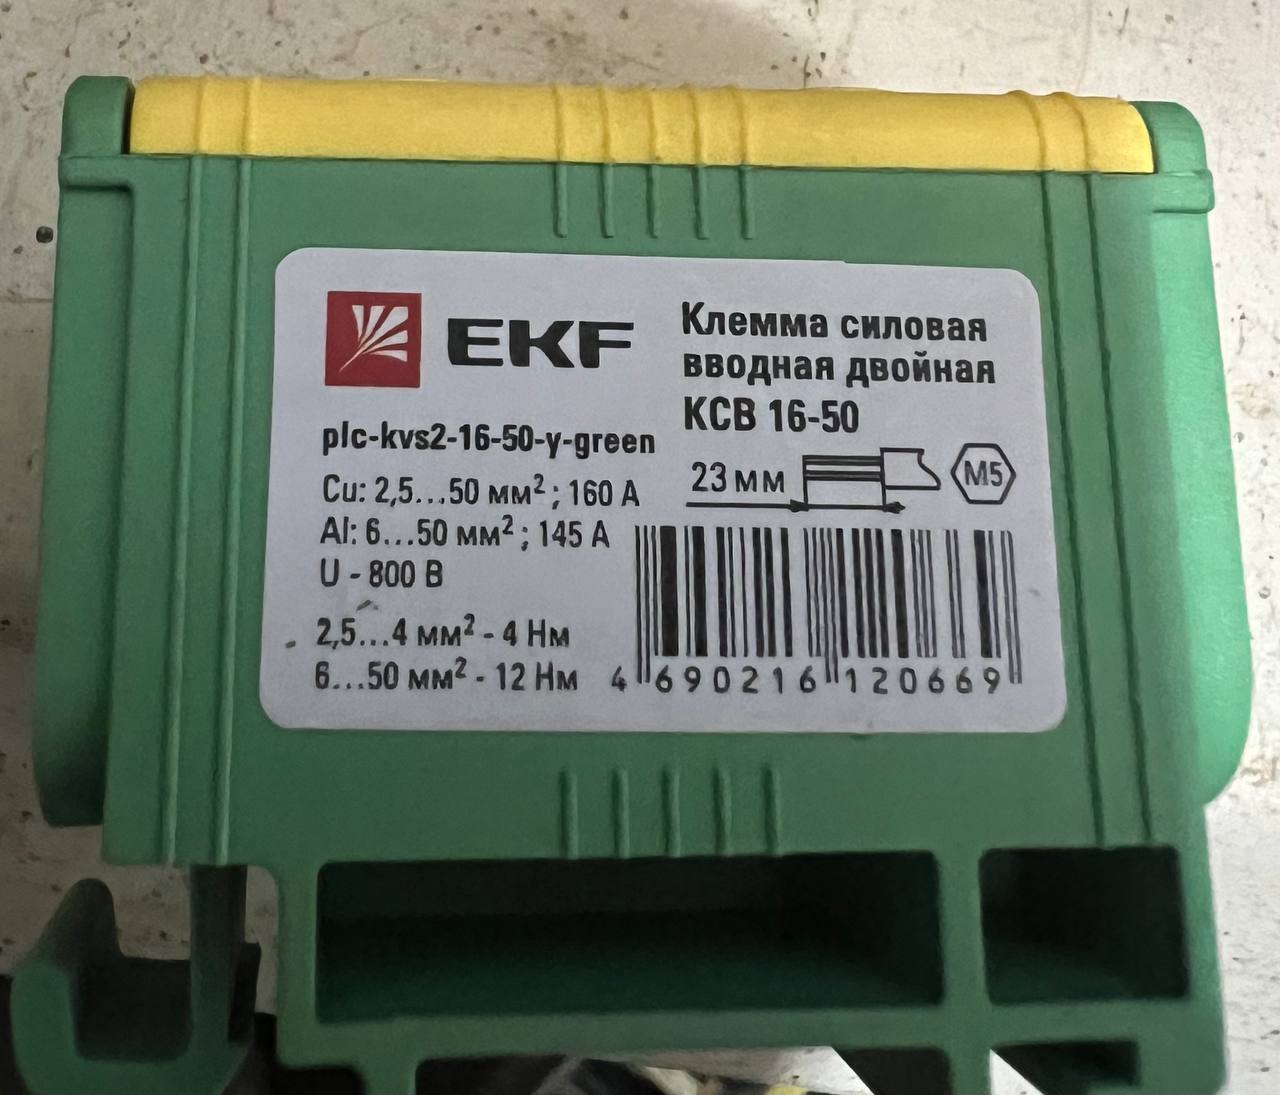 EKF
Клемма силовая
вводная двойная
КСВ 16-50
plc-kvs2-16-50-y-green
Cu: 2,5...50 мм²; 160 А
Al: 6...50 мм²; 145 А
U - 800 В
23 мм
M5
2,5...4 мм² - 4 Нм
6...50 мм² - 12 Нм
4 690216 120669